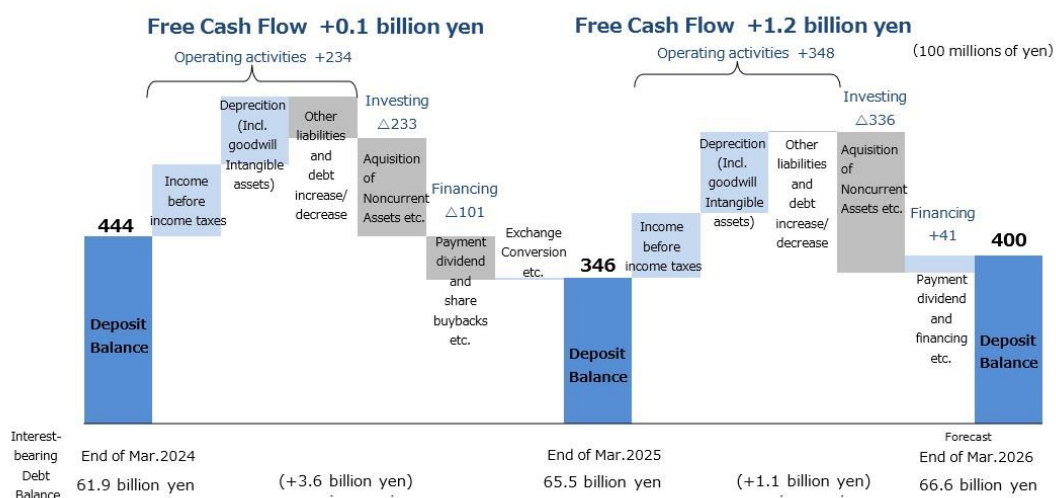 Free Cash Flow +0.1 billion yen
Operating activities +234
Free Cash Flow +1.2 billion yen
Operating activities +348
(100 millions of yen)
444
Deposit
Balance
Income
before
income taxes
Deprecition
(Incl.
goodwill
Intangible
assets)
Other
liabilities
and
debt
increase/
decrease
Investing
△233
Aquisition
of
Noncurrent
Assets etc.
Financing
△101
Payment
dividend
and
share
buybacks
etc.
Exchange
Conversion
etc.
346
Deposit
Balance
Income
before
income taxes
Deprecition
(Incl.
goodwill
Intangible
assets)
Other
liabilities
and
debt
increase/
decrease
Investing
△336
Aquisition
of
Noncurrent
Assets etc.
Financing
+41
Payment
dividend
and
financing
etc.
400
Deposit
Balance
End of Mar.2024
End of Mar.2025
Forecast
End of Mar.2026
Interest-
bearing
Debt
Balance
61.9 billion yen
(+3.6 billion yen)
65.5 billion yen
(+1.1 billion yen)
66.6 billion yen